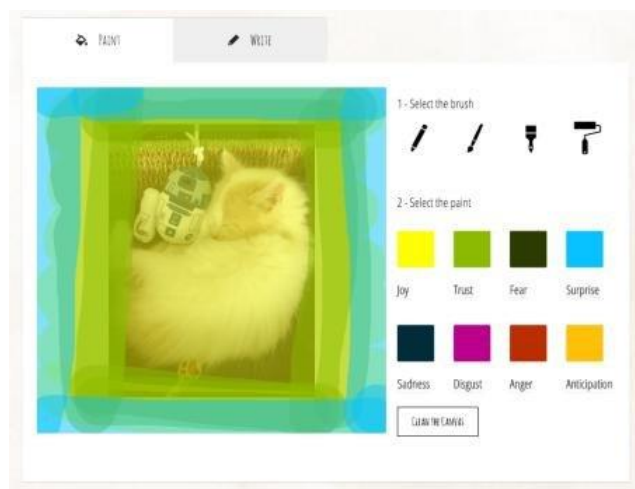 PAINT
WRITE
1 - Select the brush
2 - Select the paint
Joy Trust Fear Surprise
Sadness Disgust Anger Anticipation
CLEAN THE CANVAS